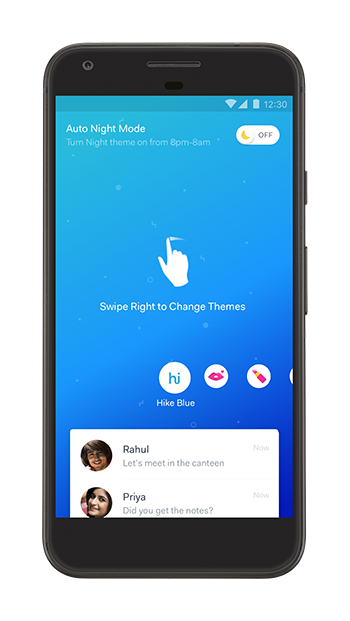 12:30
Auto Night Mode
OFF
Turn Night theme on from 8pm-8am
Swipe Right to Change Themes
hi
Hike Blue
Rahul
Now
Let's meet in the canteen
Priya
Now
Did you get the notes?